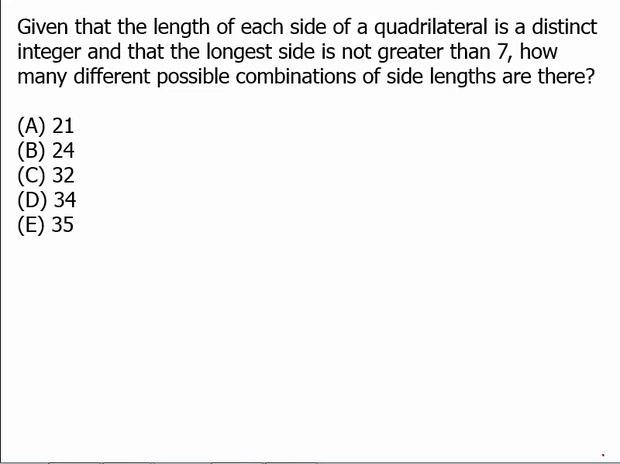 Given that the length of each side of a quadrilateral is a distinct
integer and that the longest side is not greater than 7, how
many different possible combinations of side lengths are there?
(A) 21
(B) 24
(C) 32
(D) 34
(E) 35